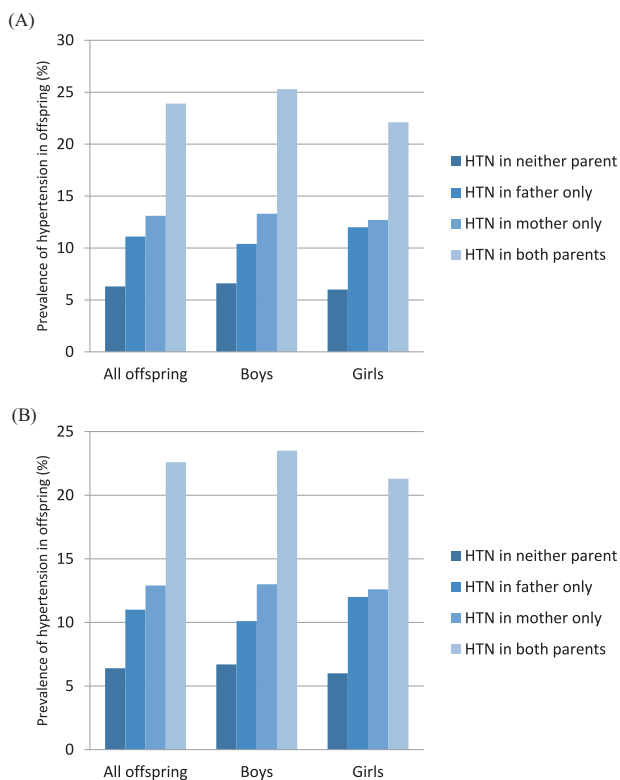 (A)
Prevalence of hypertension in offspring (%)
30
25
20
15
10
5
0
All offspring
Boys
Girls
HTN in neither parent
HTN in father only
HTN in mother only
HTN in both parents
(B)
Prevalence of hypertension in offspring (%)
25
20
15
10
5
0
All offspring
Boys
Girls
HTN in neither parent
HTN in father only
HTN in mother only
HTN in both parents